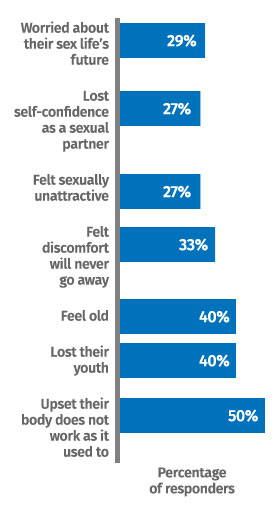 Worried about
their sex life's
future
29%
Lost
self-confidence
as a sexual
partner
27%
Felt sexually
unattractive
27%
Felt
discomfort
will never
go away
33%
Feel old
40%
Lost their
youth
40%
Upset their
body does not
work as it
used to
50%
Percentage
of responders